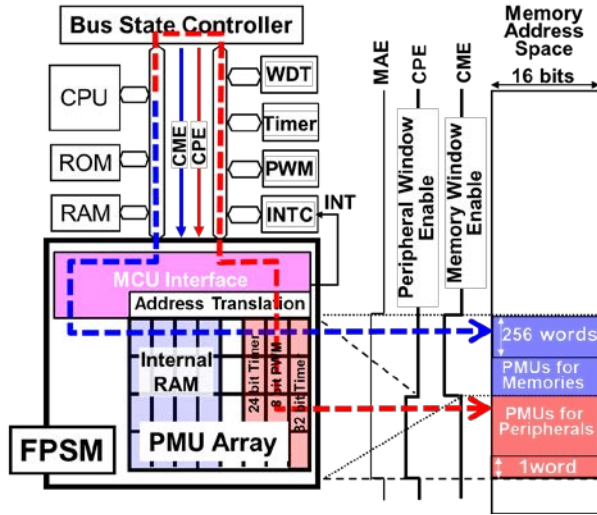 Bus State Controller
CPU
ROM
RAM
CME
CPE
WDT
Timer
PWM
INTC
INT
MCU Interface
Address Translation
Internal
RAM
24 bit Timer
8 bit PWM
32 bit Timer
PMU Array
FPSM
MAE
CPE
CME
Peripheral Window
Enable
Memory Window
Enable
Memory
Address
Space
16 bits
256 words
PMUs for
Memories
PMUs for
Peripherals
1word